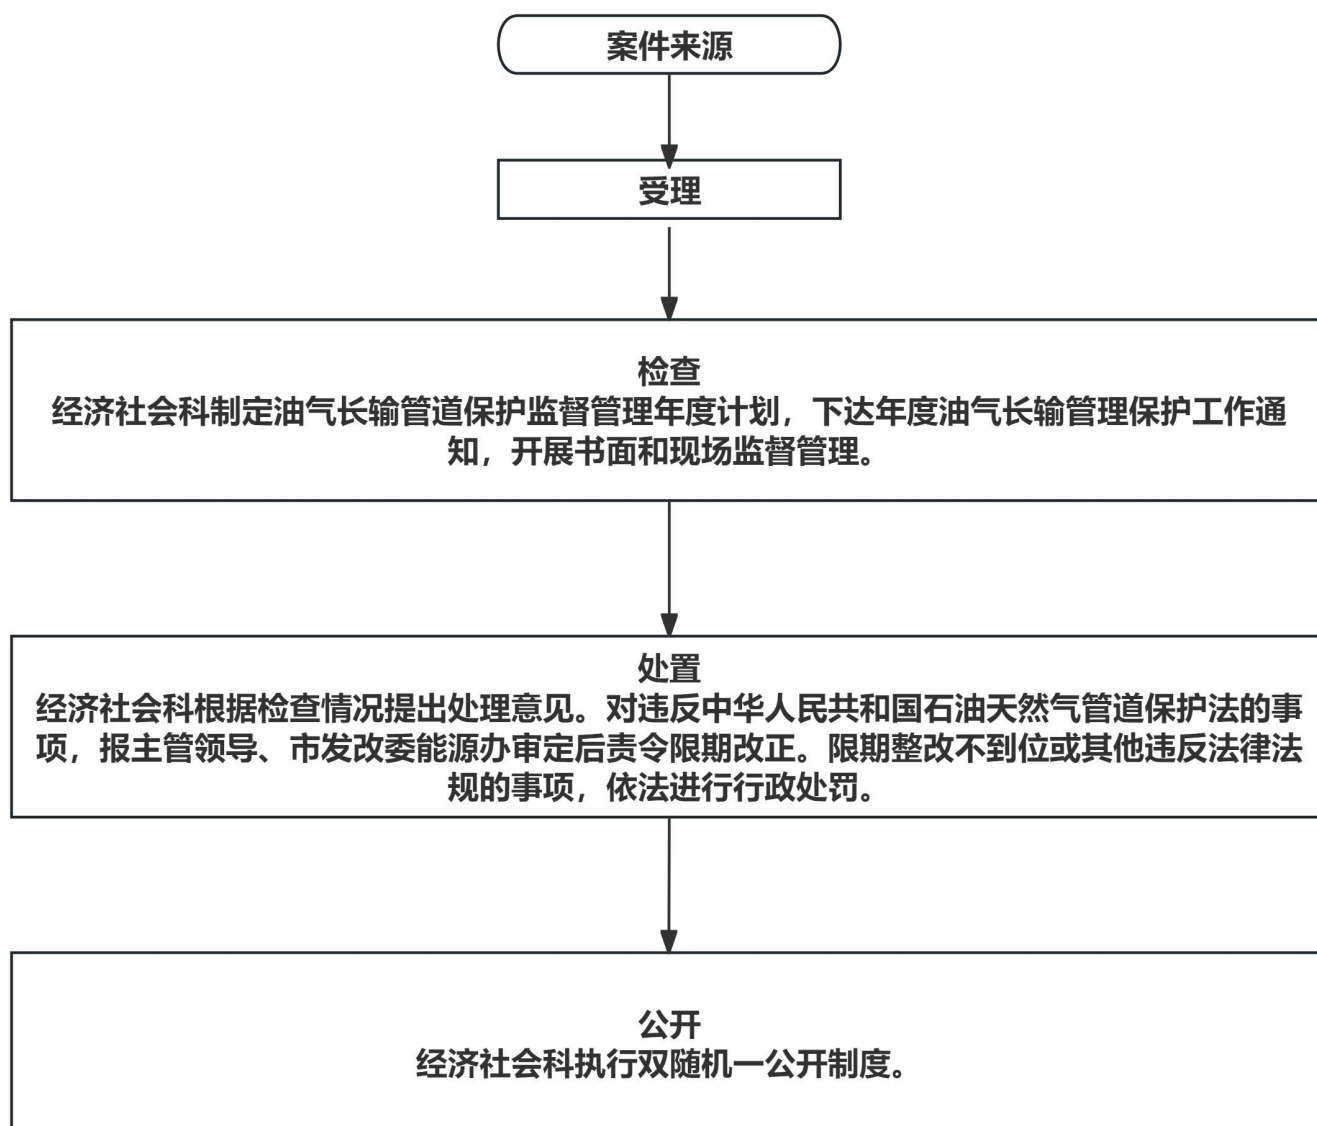 案件来源
受理
检查
经济社会科制定油气长输管道保护监督管理年度计划，下达年度油气长输管理保护工作通
知，开展书面和现场监督管理。
处置
经济社会科根据检查情况提出处理意见。对违反中华人民共和国石油天然气管道保护法的事
项，报主管领导、市发改委能源办审定后责令限期改正。限期整改不到位或其他违反法律法
规的事项，依法进行行政处罚。
公开
经济社会科执行双随机一公开制度。